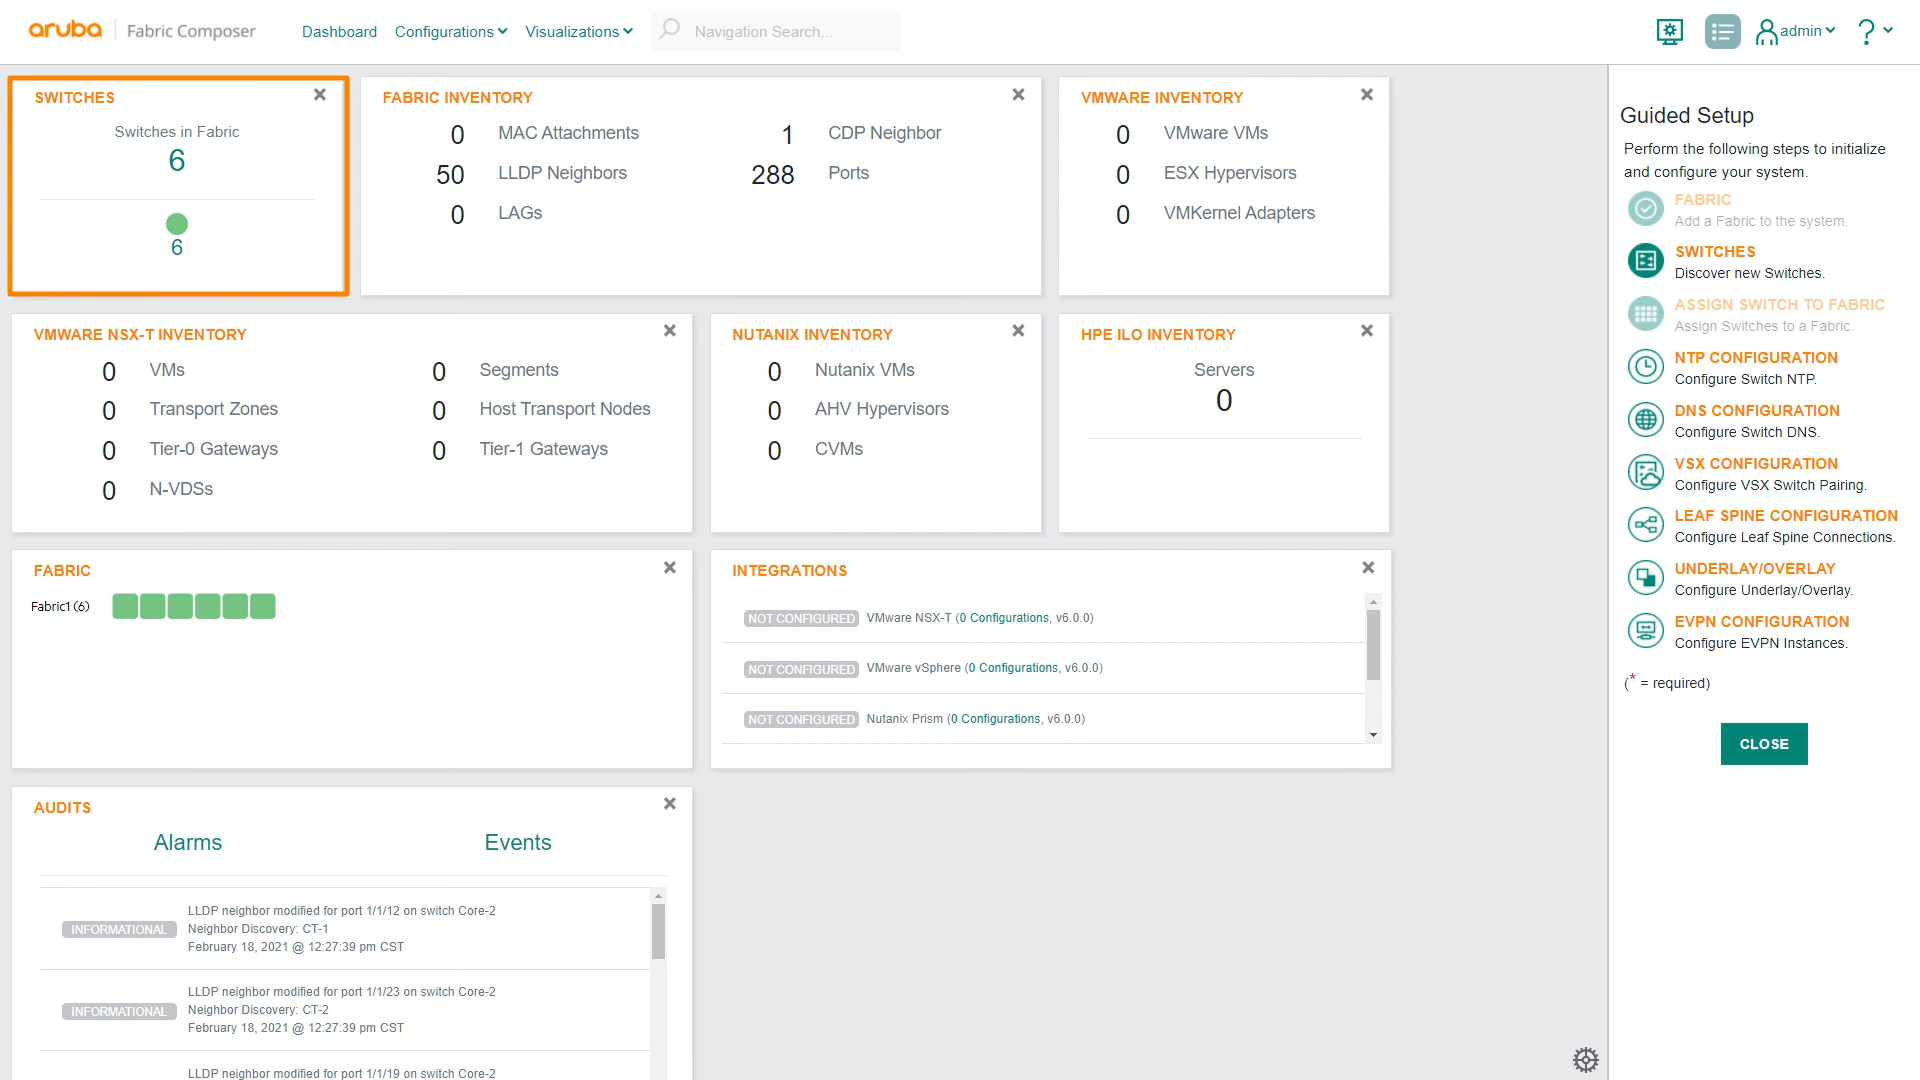 aruba Fabric Composer Dashboard Configurations Visualizations Navigation Search... admin ?
SWITCHES
Switches in Fabric
6
6
FABRIC INVENTORY
0 MAC Attachments
1 CDP Neighbor
50 LLDP Neighbors
288 Ports
0 LAGs
VMWARE INVENTORY
0 VMware VMs
0 ESX Hypervisors
0 VMKernel Adapters
VMWARE NSX-T INVENTORY
0 VMs
0 Segments
0 Transport Zones
0 Host Transport Nodes
0 Tier-0 Gateways
0 Tier-1 Gateways
0 N-VDSs
NUTANIX INVENTORY
0 Nutanix VMs
0 AHV Hypervisors
0 CVMs
HPE ILO INVENTORY
Servers
0
FABRIC
Fabric1 (6)
INTEGRATIONS
NOT CONFIGURED VMware NSX-T (0 Configurations, v6.0.0)
NOT CONFIGURED VMware vSphere (0 Configurations, v6.0.0)
NOT CONFIGURED Nutanix Prism (0 Configurations, v6.0.0)
AUDITS
Alarms Events
INFORMATIONAL
LLDP neighbor modified for port 1/1/12 on switch Core-2
Neighbor Discovery: CT-1
February 18, 2021 @ 12:27:39 pm CST
INFORMATIONAL
LLDP neighbor modified for port 1/1/23 on switch Core-2
Neighbor Discovery: CT-2
February 18, 2021 @ 12:27:39 pm CST
LLDP neighbor modified for port 1/1/19 on switch Core-2
Guided Setup
Perform the following steps to initialize
and configure your system.
FABRIC
Add a Fabric to the system.
SWITCHES
Discover new Switches.
ASSIGN SWITCH TO FABRIC
Assign Switches to a Fabric.
NTP CONFIGURATION
Configure Switch NTP.
DNS CONFIGURATION
Configure Switch DNS.
VSX CONFIGURATION
Configure VSX Switch Pairing.
LEAF SPINE CONFIGURATION
Configure Leaf Spine Connections.
UNDERLAY/OVERLAY
Configure Underlay/Overlay.
EVPN CONFIGURATION
Configure EVPN Instances.
(* = required)
CLOSE